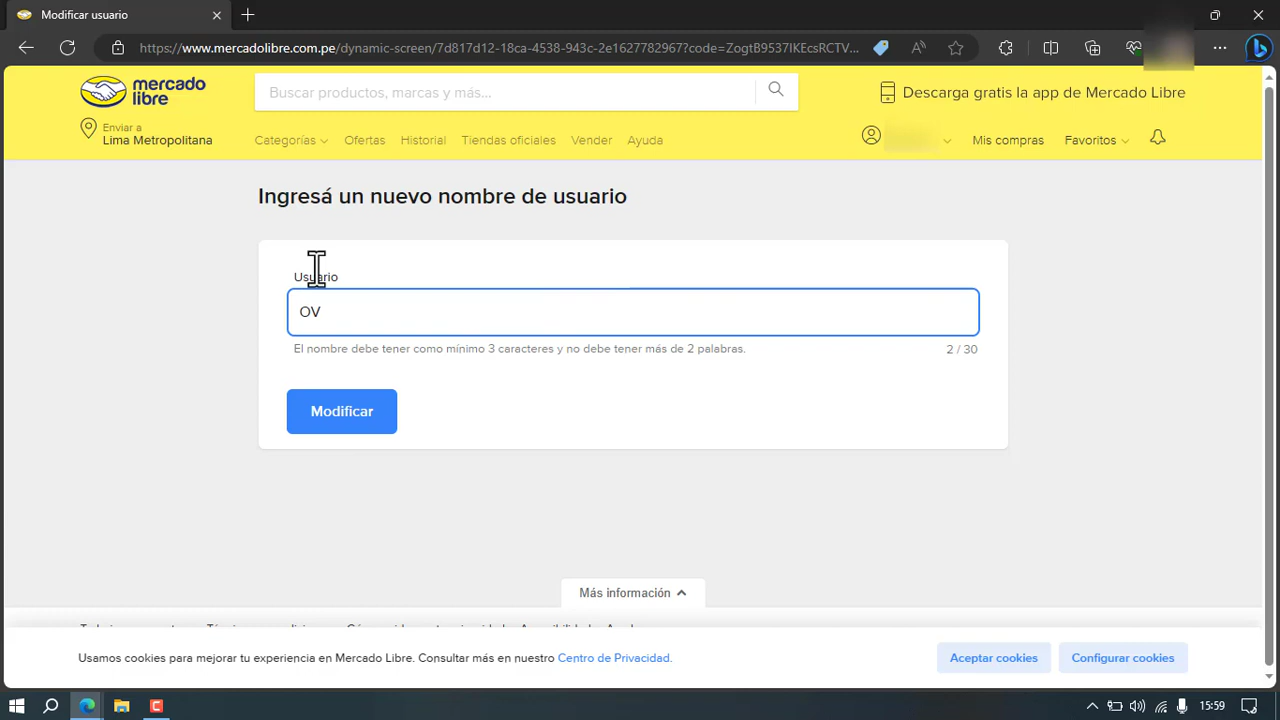 Modificar usuario
https://www.mercadolibre.com.pe/dynamic-screen/7d817d12-18ca-4538-943c-2e1627782967?code=ZogtB9537lKEcsRCTV...
mercado
libre
Buscar productos, marcas y más...
Descarga gratis la app de Mercado Libre
Enviar a
Lima Metropolitana
Categorías
Ofertas
Historial
Tiendas oficiales
Vender
Ayuda
Mis compras
Favoritos
Ingresá un nuevo nombre de usuario
Usuario
OV
El nombre debe tener como mínimo 3 caracteres y no debe tener más de 2 palabras.
2 / 30
Modificar
Más información
Usamos cookies para mejorar tu experiencia en Mercado Libre. Consultar más en nuestro Centro de Privacidad.
Aceptar cookies
Configurar cookies
15:59